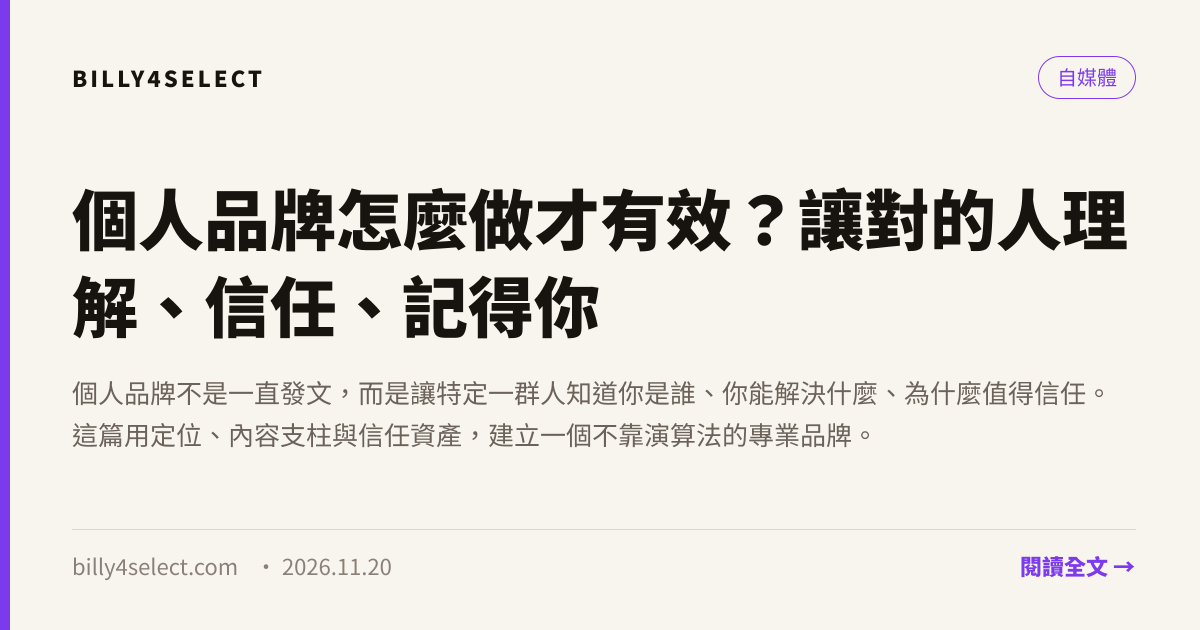 BILLY4SELECT
自媒體
個人品牌怎麼做才有效？讓對的人理
解、信任、記得你
個人品牌不是一直發文，而是讓特定一群人知道你是誰、你能解決什麼、為什麼值得信任。
這篇用定位、內容支柱與信任資產，建立一個不靠演算法的專業品牌。
billy4select.com ・ 2026.11.20
閱讀全文 →